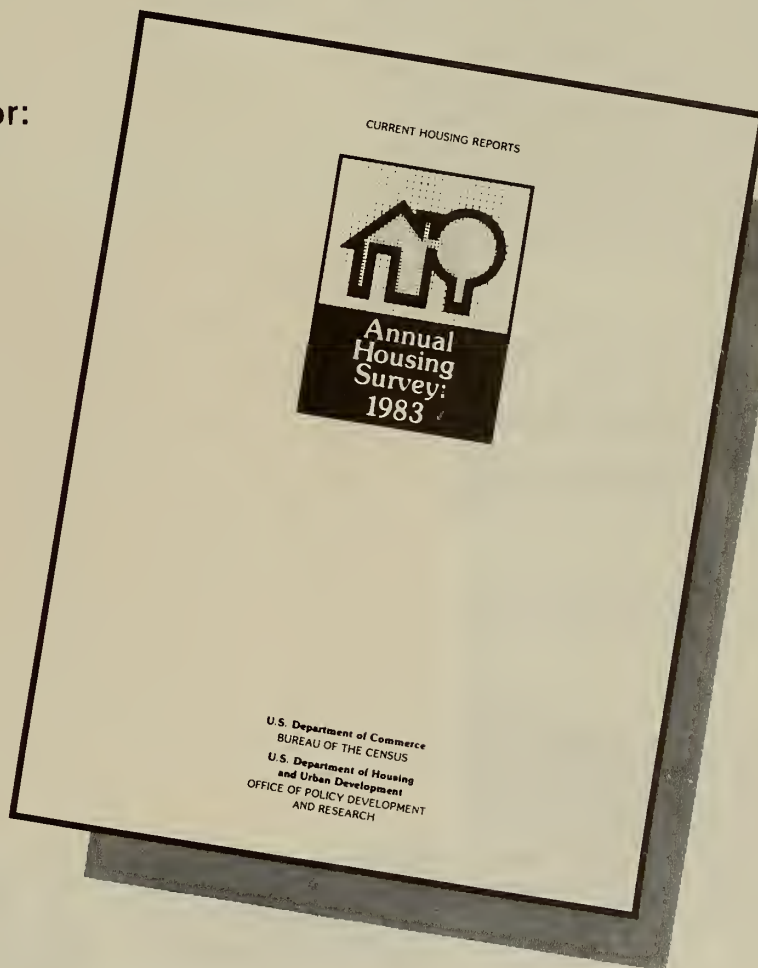 CURRENT HOUSING REPORTS
Annual
Housing
Survey:
1983
U.S. Department of Commerce
BUREAU OF THE CENSUS
U.S. Department of Housing
and Urban Development
OFFICE OF POLICY DEVELOPMENT
AND RESEARCH